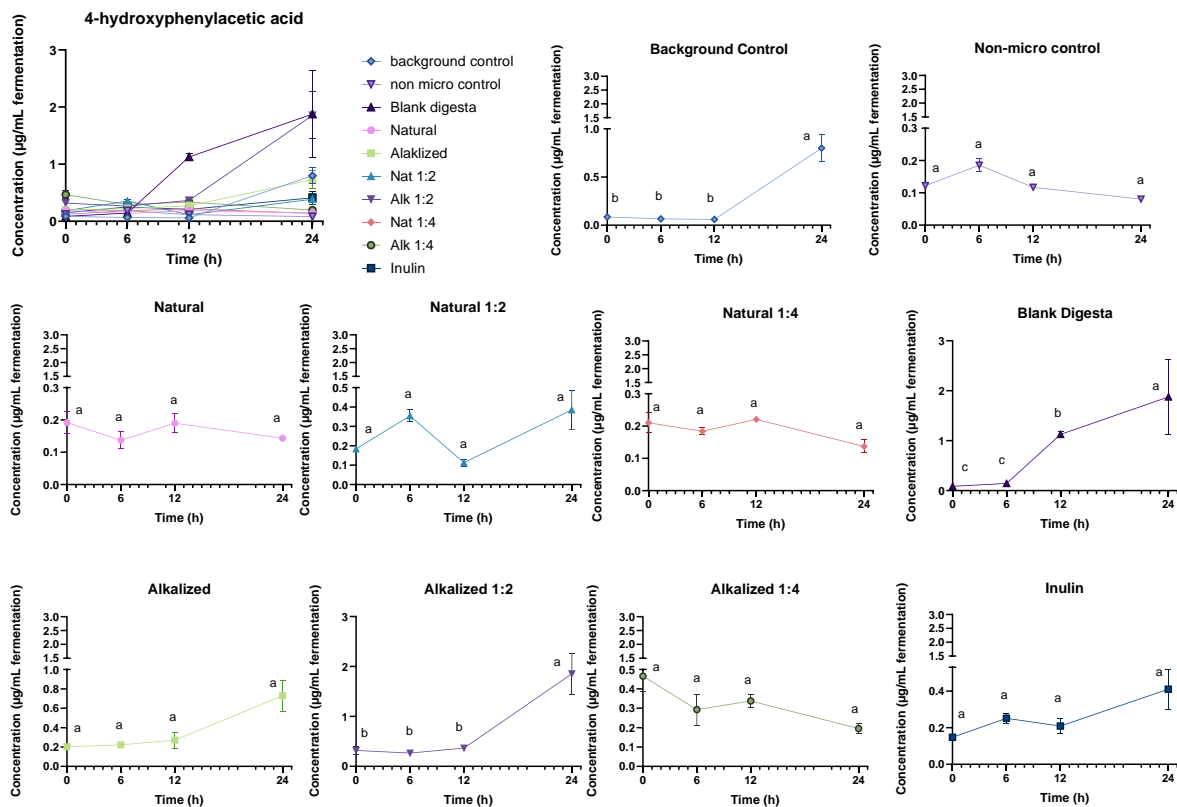 4-hydroxyphenylacetic acid
Concentration (µg/mL fermentation)
3
2
1
0
0 6 12 24
Time (h)
background control
non micro control
Blank digesta
Natural
Alaklized
Nat 1:2
Alk 1:2
Nat 1:4
Alk 1:4
Inulin
Background Control
Concentration (µg/mL fermentation)
3.0
2.5
2.0
1.5
1.0
0.5
0.0
b b b a
0 6 12 24
Time (h)
Non-micro control
Concentration (µg/mL fermentation)
3.0
2.5
2.0
1.5
0.3
0.2
0.1
0.0
a a a a
0 6 12 24
Time (h)
Natural
Concentration (µg/mL fermentation)
3.0
2.5
2.0
1.5
0.3
0.2
0.1
0.0
a a a a
0 6 12 24
Time (h)
Natural 1:2
Concentration (µg/mL fermentation)
3.0
2.5
2.0
1.5
0.5
0.4
0.3
0.2
0.1
0.0
a a a a
0 6 12 24
Time (h)
Natural 1:4
Concentration (µg/mL fermentation)
3.0
2.5
2.0
1.5
0.3
0.2
0.1
0.0
a a a a
0 6 12 24
Time (h)
Blank Digesta
Concentration (µg/mL fermentation)
3
2
1
0
c c b a
0 6 12 24
Time (h)
Alkalized
Concentration (µg/mL fermentation)
3.0
2.5
2.0
1.5
1.0
0.8
0.6
0.4
0.2
0.0
a a a a
0 6 12 24
Time (h)
Alkalized 1:2
Concentration (µg/mL fermentation)
3
2
1
0
b b b a
0 6 12 24
Time (h)
Alkalized 1:4
Concentration (µg/mL fermentation)
3.0
2.5
2.0
1.5
0.5
0.4
0.3
0.2
0.1
0.0
a a a a
0 6 12 24
Time (h)
Inulin
Concentration (µg/mL fermentation)
3.0
2.5
2.0
1.5
0.4
0.2
0.0
a a a a
0 6 12 24
Time (h)